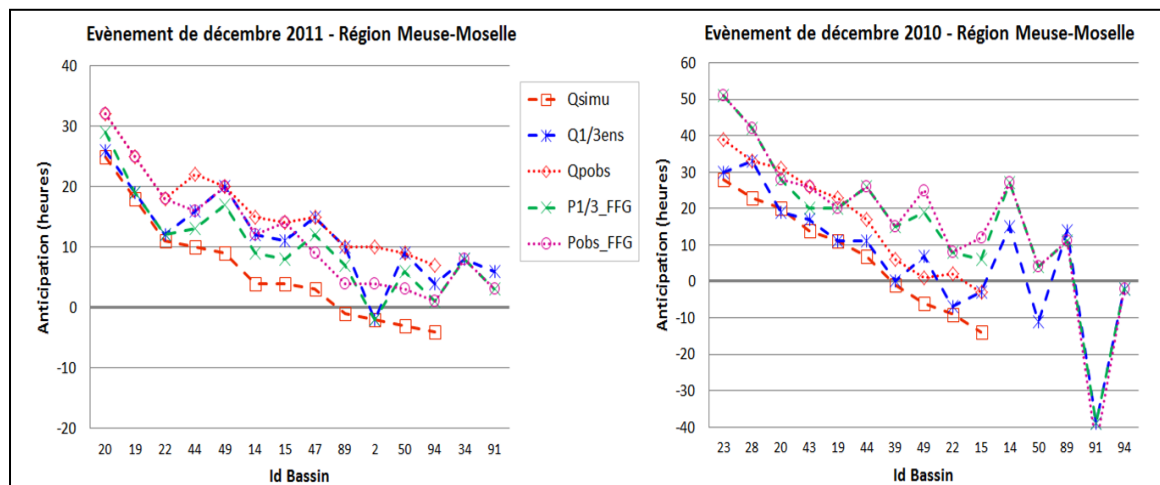 Evènement de décembre 2011 - Région Meuse-Moselle
Anticipation (heures)
40
30
20
10
0
-10
-20
20 19 22 44 49 14 15 47 89 2 50 94 34 91
Id Bassin
Qsimu
Q1/3ens
Qpobs
P1/3_FFG
Pobs_FFG
Evènement de décembre 2010 - Région Meuse-Moselle
Anticipation (heures)
60
50
40
30
20
10
0
-10
-20
-30
-40
23 28 20 43 19 44 39 49 22 15 14 50 89 91 94
Id Bassin